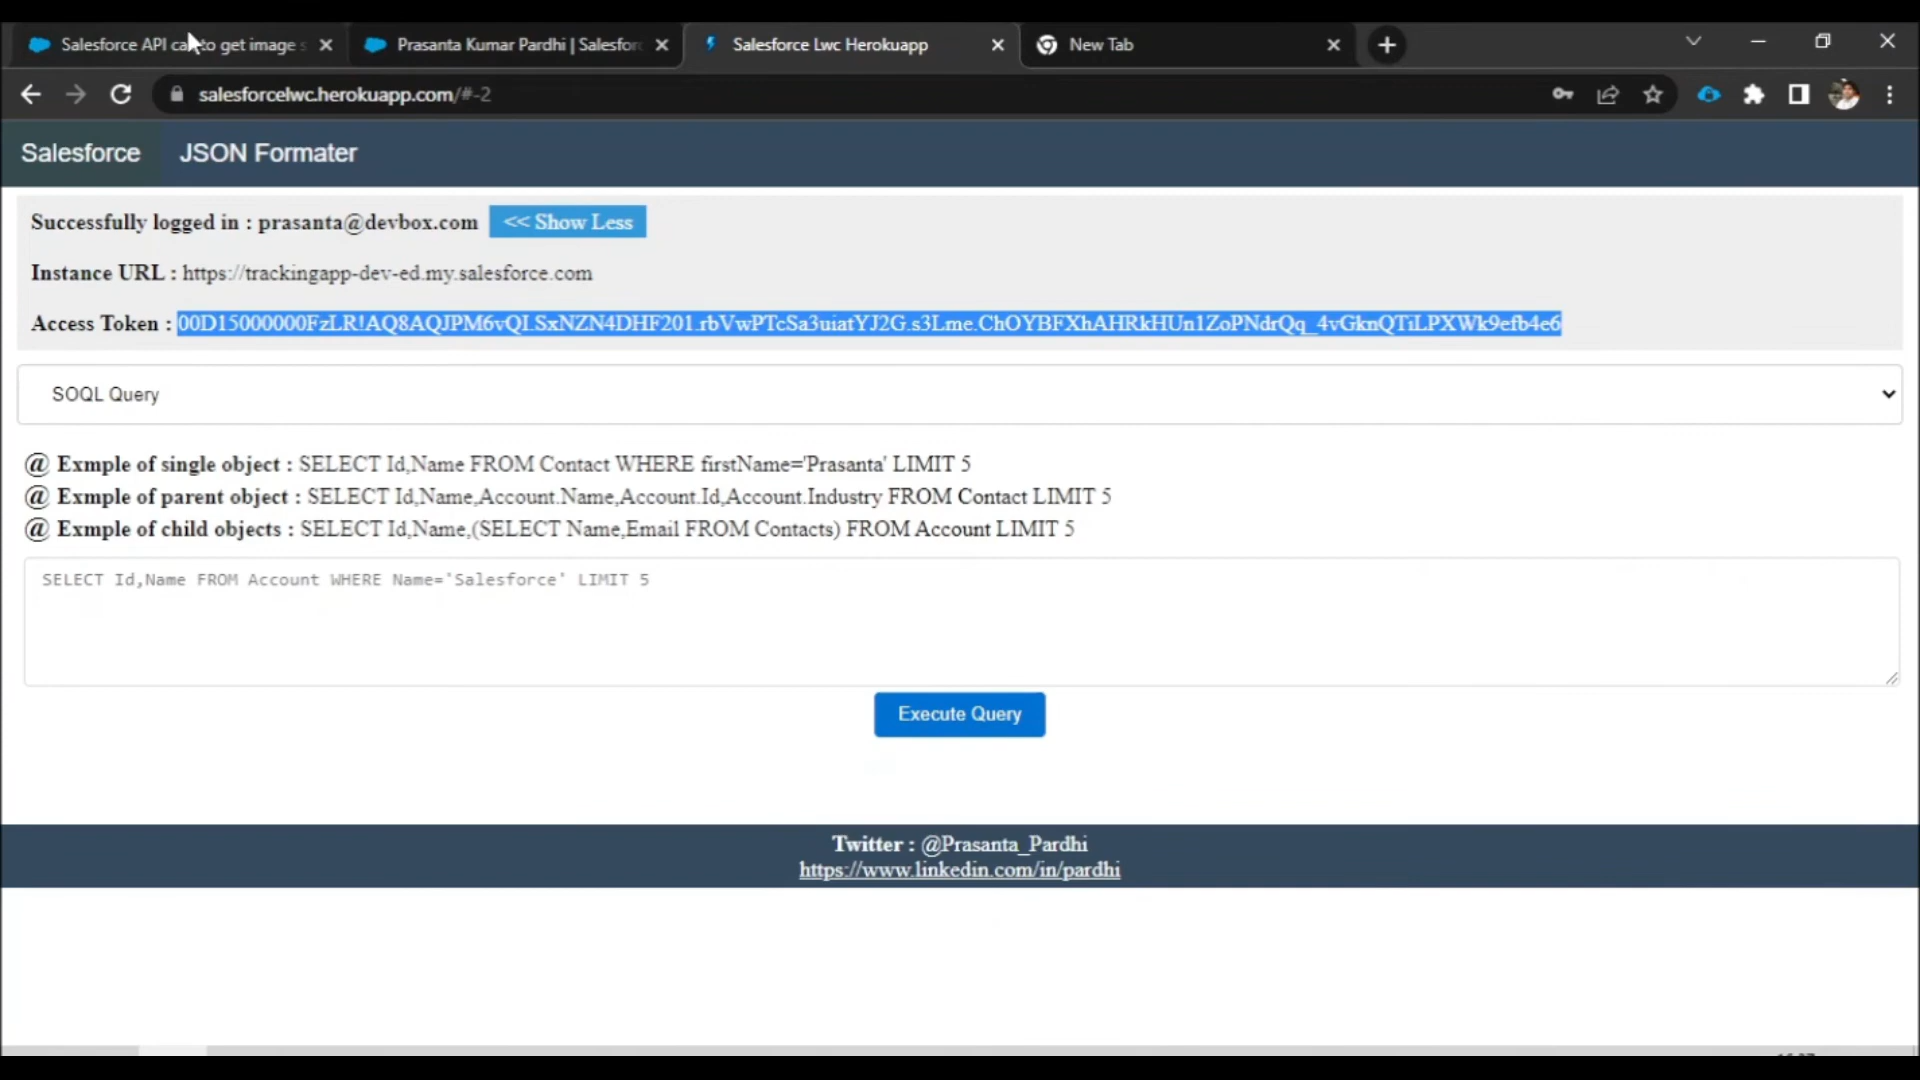 Salesforce API ca to get image s
Prasanta Kumar Pardhi | Salesfor
Salesforce Lwc Herokuapp
New Tab
salesforcelwc.herokuapp.com/#-2
Salesforce
JSON Formater
Successfully logged in : prasanta@devbox.com
<< Show Less
Instance URL : https://trackingapp-dev-ed.my.salesforce.com
Access Token : 00D15000000FzLR!AQ8AQJPM6vQLSxNZN4DHF201.rbVwPTcSa3uiatYJ2G.s3Lme.ChOYBFXhAHRkHUn1ZoPNdrQq_4vGknQTiLPXWk9efb4e6
SOQL Query
@ Exmple of single object : SELECT Id,Name FROM Contact WHERE firstName='Prasanta' LIMIT 5
@ Exmple of parent object : SELECT Id,Name,Account.Name,Account.Id,Account.Industry FROM Contact LIMIT 5
@ Exmple of child objects : SELECT Id,Name,(SELECT Name,Email FROM Contacts) FROM Account LIMIT 5
SELECT Id,Name FROM Account WHERE Name='Salesforce' LIMIT 5
Execute Query
Twitter : @Prasanta_Pardhi
https://www.linkedin.com/in/pardhi